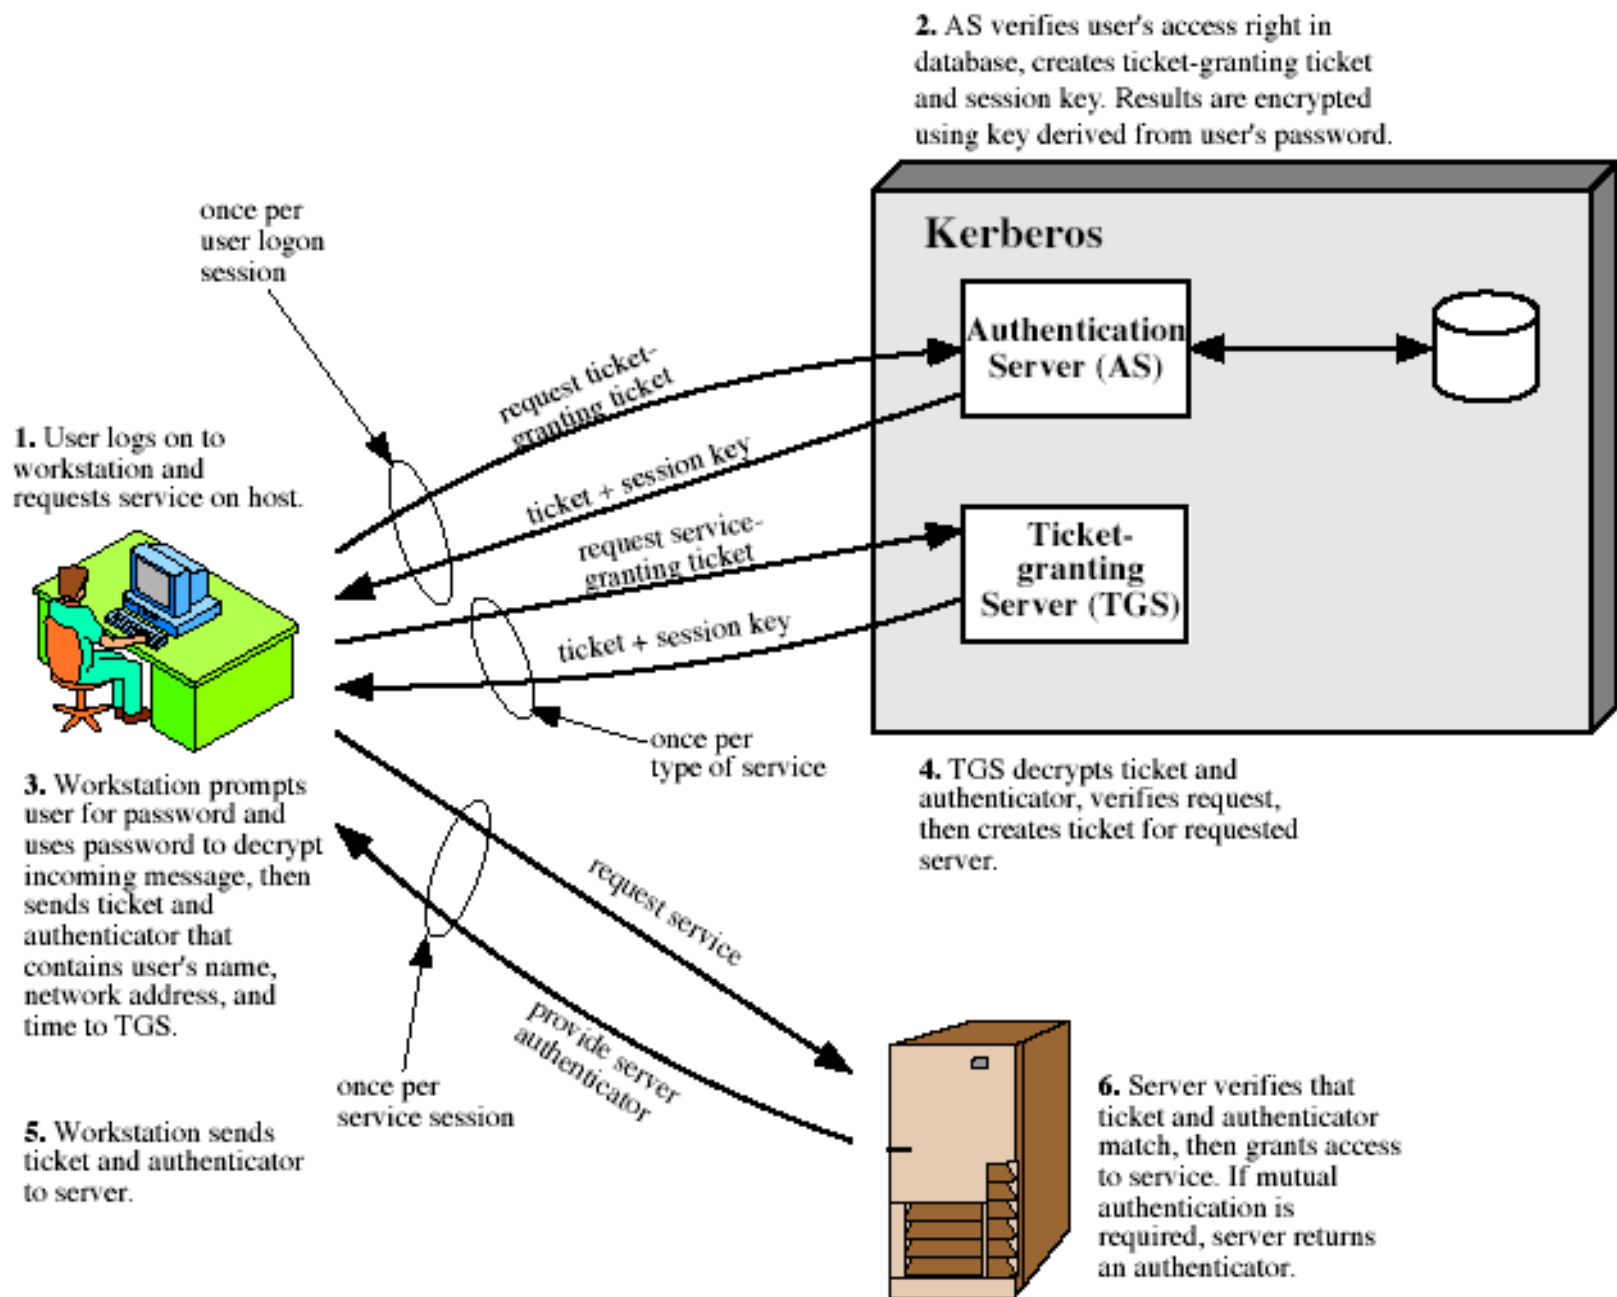 2. AS verifies user's access right in
database, creates ticket-granting ticket
and session key. Results are encrypted
using key derived from user's password.
once per
user logon
session
Kerberos
Authentication
Server (AS)
request ticket-
granting ticket
1. User logs on to
workstation and
requests service on host.
ticket + session key
request service-
granting ticket
Ticket-
granting
Server (TGS)
ticket + session key
once per
type of service
3. Workstation prompts
user for password and
uses password to decrypt
incoming message, then
sends ticket and
authenticator that
contains user's name,
network address, and
time to TGS.
4. TGS decrypts ticket and
authenticator, verifies request,
then creates ticket for requested
server.
request service
provide server
authenticator
once per
service session
5. Workstation sends
ticket and authenticator
to server.
6. Server verifies that
ticket and authenticator
match, then grants access
to service. If mutual
authentication is
required, server returns
an authenticator.